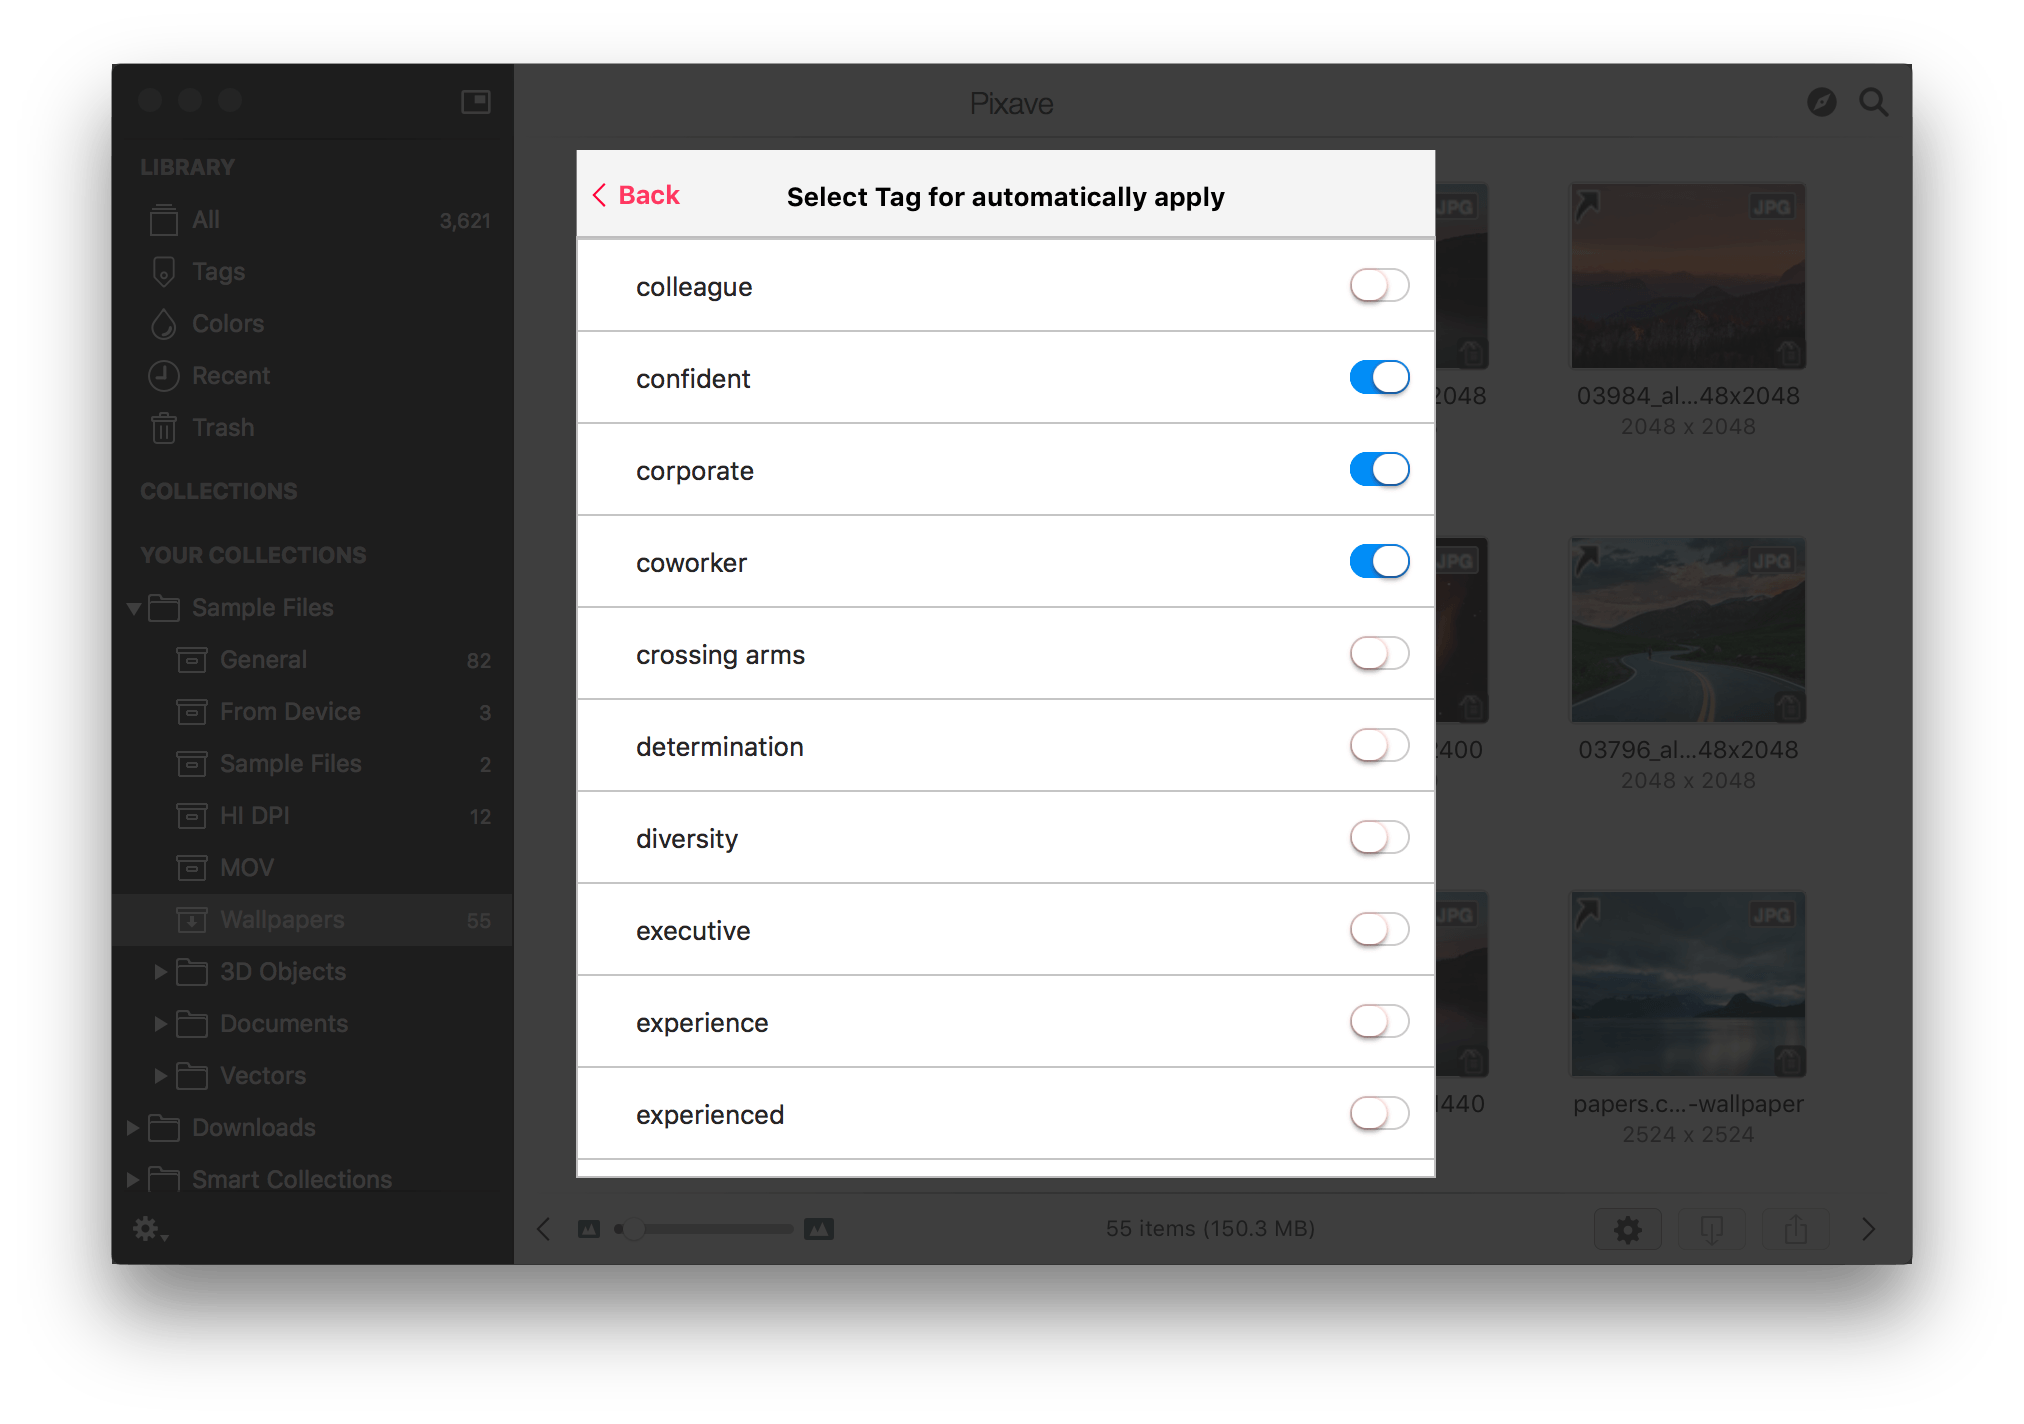 Pixave
LIBRARY
All 3,621
Tags
Colors
Recent
Trash
COLLECTIONS
YOUR COLLECTIONS
Sample Files
General 82
From Device 3
Sample Files 2
HI DPI 12
MOV
Wallpapers 55
3D Objects
Documents
Vectors
Downloads
Smart Collections
Back
Select Tag for automatically apply
colleague
confident
corporate
coworker
crossing arms
determination
diversity
executive
experience
experienced
JPG
JPG
2048
03984_al...48x2048
2048 x 2048
JPG
JPG
2400
03796_al...48x2048
2048 x 2048
JPG
JPG
1440
papers.c...-wallpaper
2524 x 2524
55 items (150.3 MB)